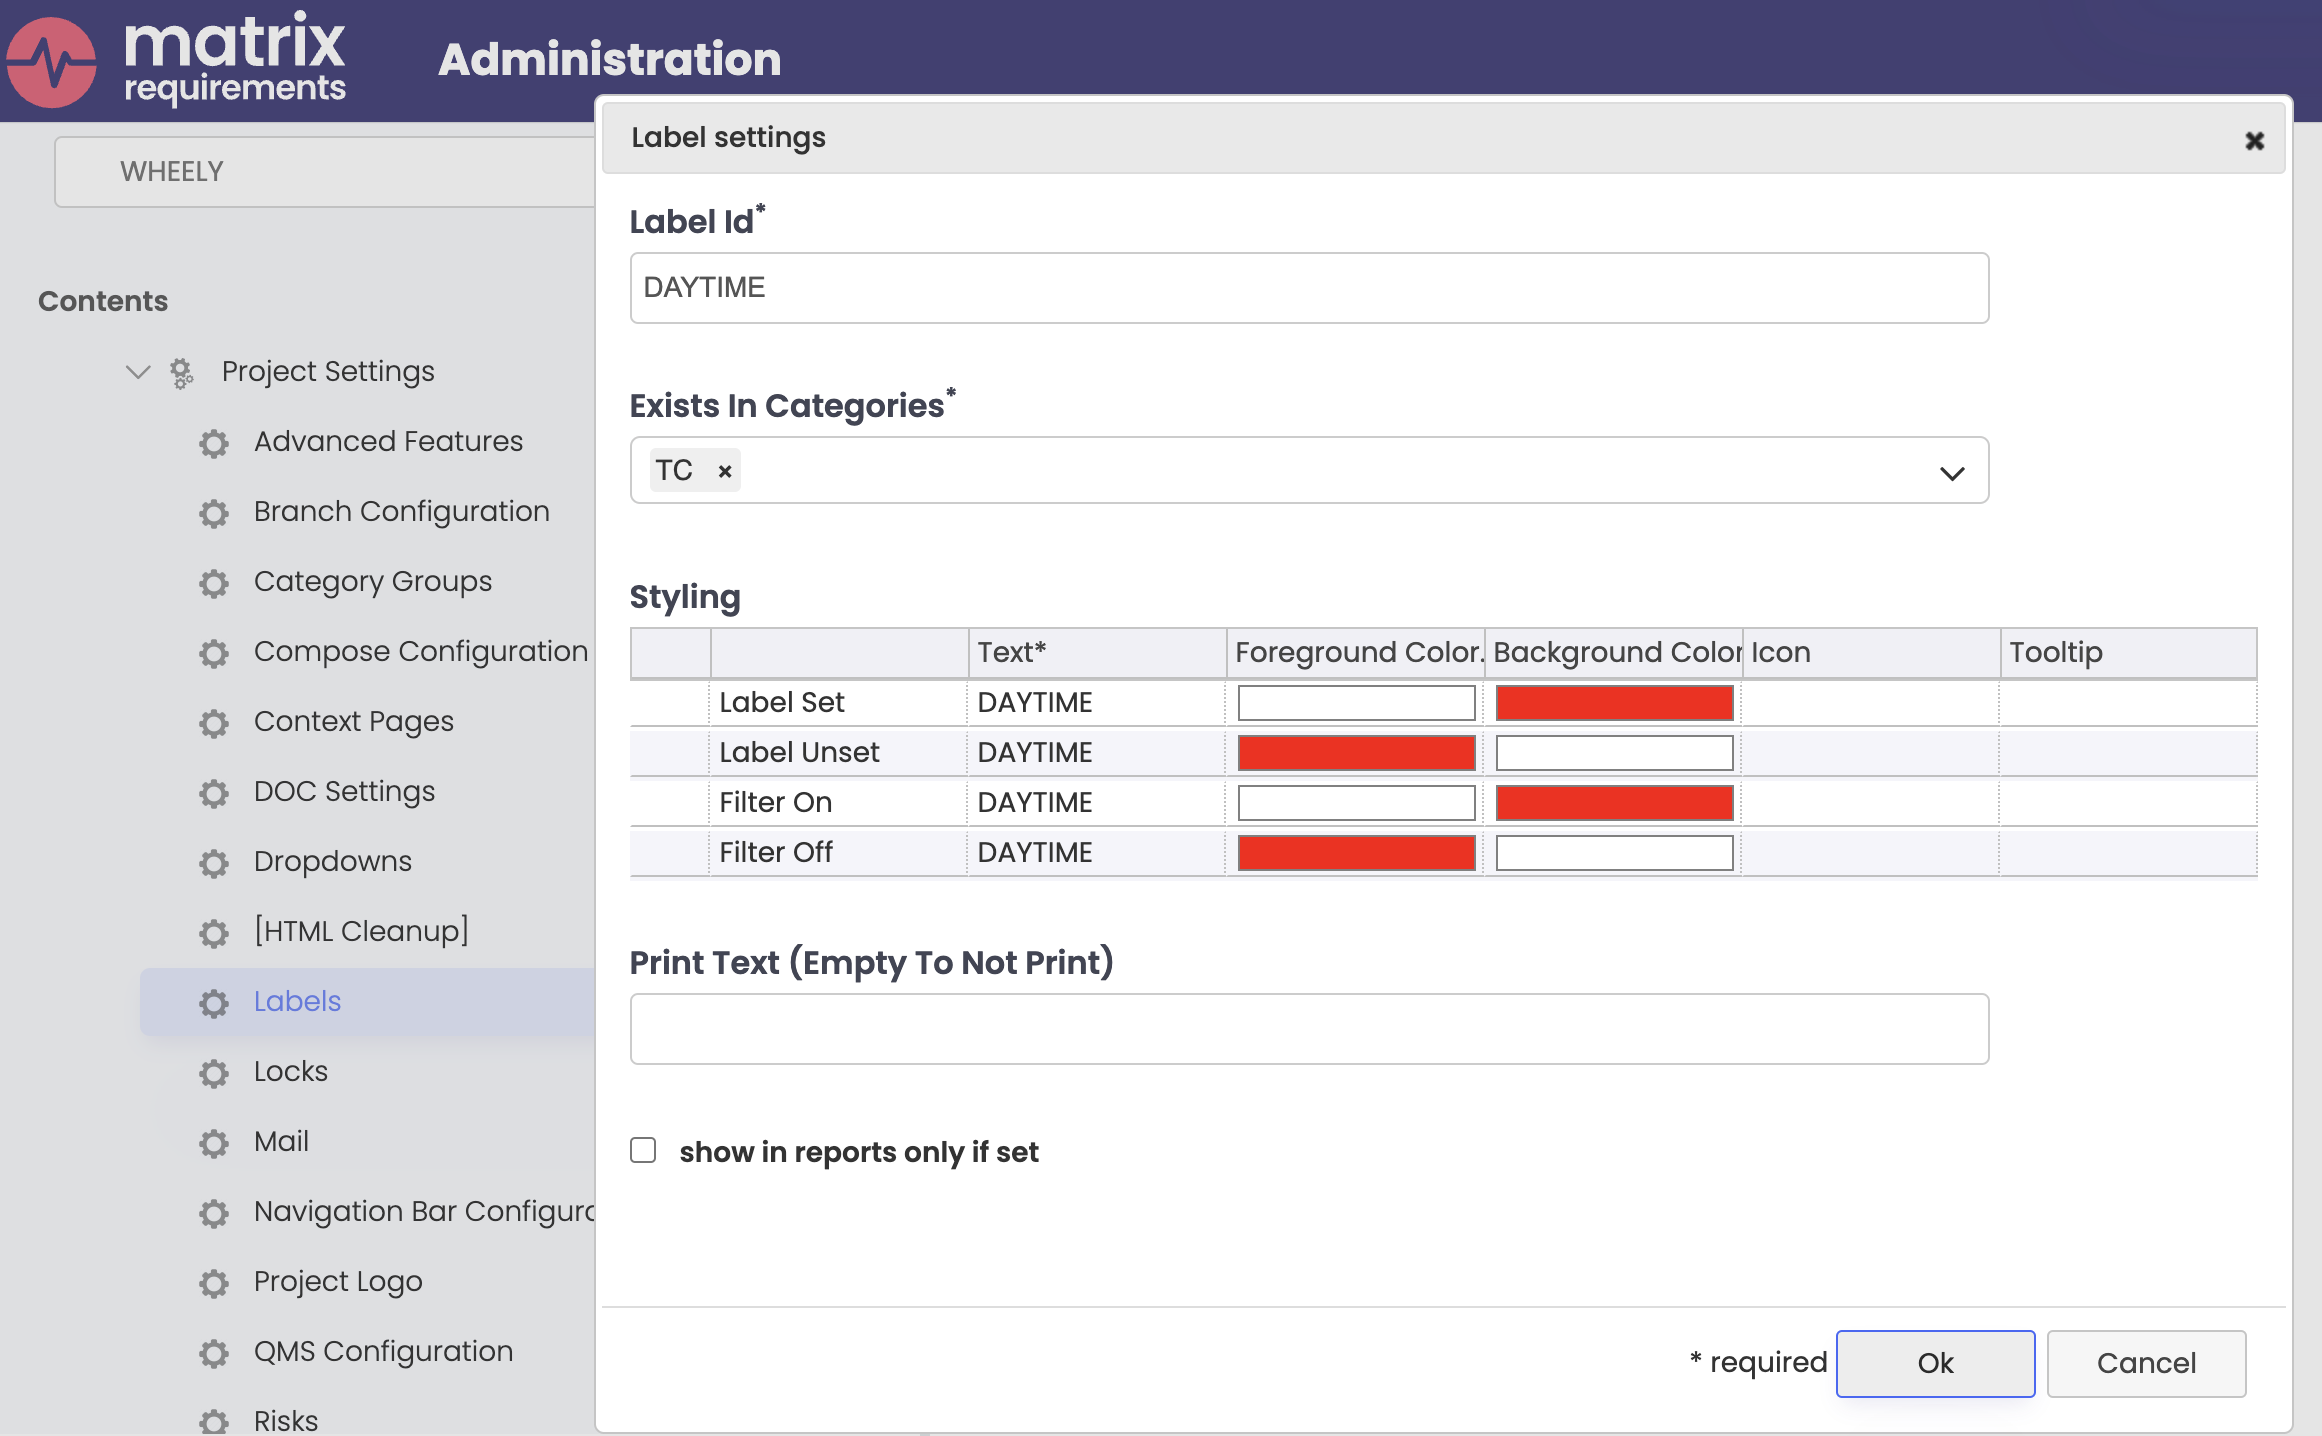 matrix
requirements
Administration
WHEELY
Contents
Project Settings
Advanced Features
Branch Configuration
Category Groups
Compose Configuration
Context Pages
DOC Settings
Dropdowns
[HTML Cleanup]
Labels
Locks
Mail
Navigation Bar Configura
Project Logo
QMS Configuration
Risks
Label settings
Label Id*
DAYTIME
Exists In Categories*
TC ×
Styling
Text* Foreground Color. Background Color Icon Tooltip
Label Set DAYTIME
Label Unset DAYTIME
Filter On DAYTIME
Filter Off DAYTIME
Print Text (Empty To Not Print)
show in reports only if set
* required Ok Cancel